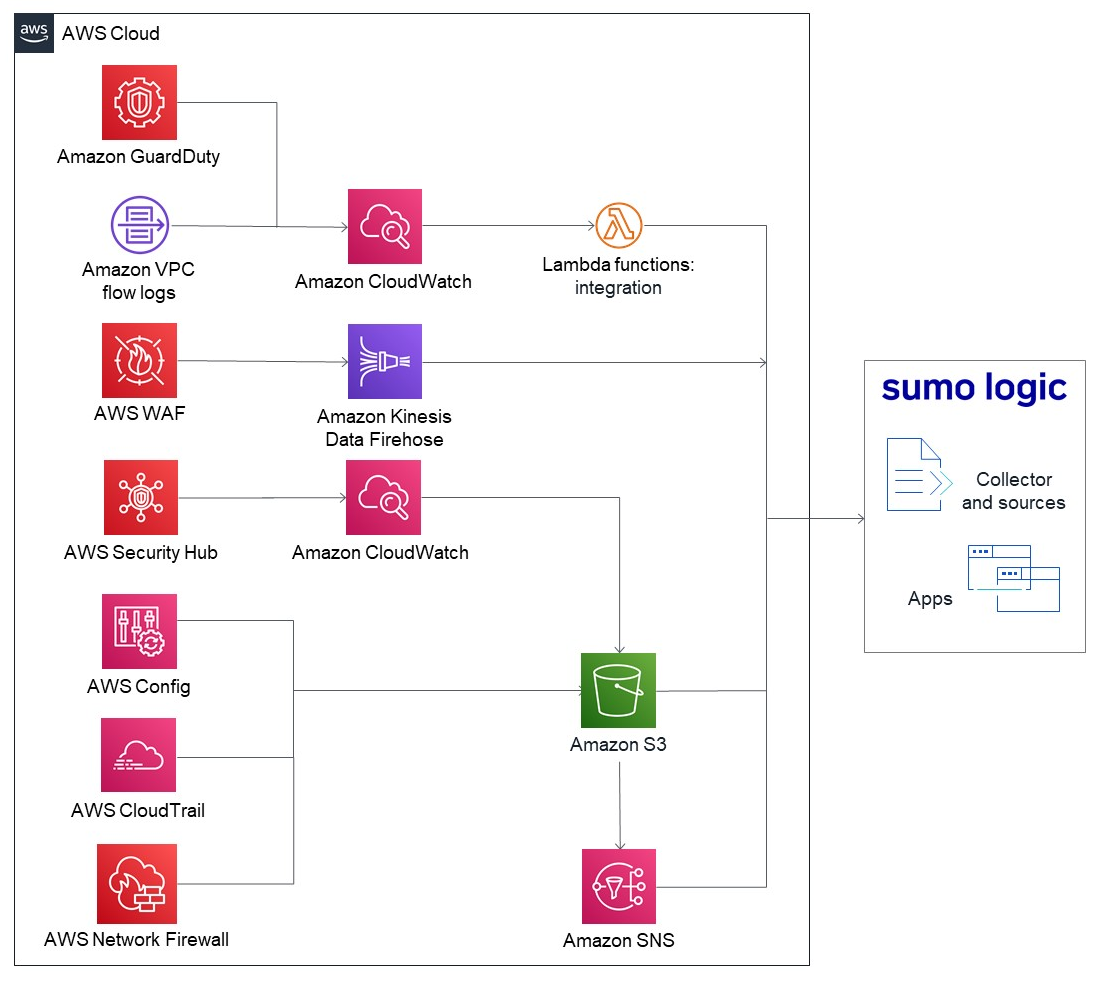 aws
AWS Cloud
Amazon GuardDuty
Amazon VPC
flow logs
Amazon CloudWatch
Lambda functions:
integration
AWS WAF
Amazon Kinesis
Data Firehose
AWS Security Hub
Amazon CloudWatch
AWS Config
AWS CloudTrail
AWS Network Firewall
Amazon S3
Amazon SNS
sumo logic
Collector
and sources
Apps